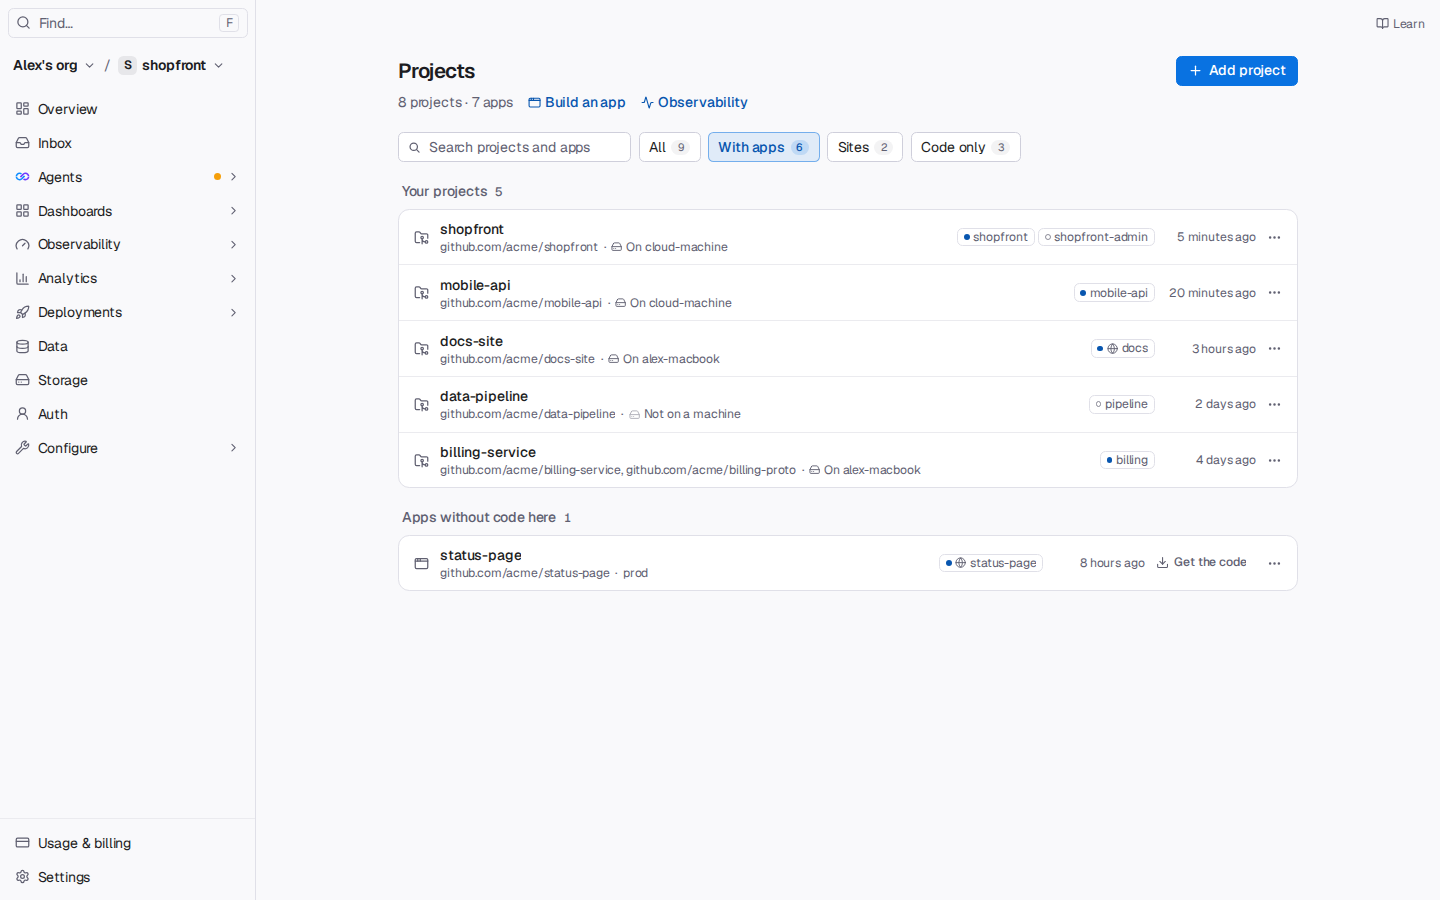 Find... F
Learn
Alex's org / S shopfront
Overview
Inbox
Agents
Dashboards
Observability
Analytics
Deployments
Data
Storage
Auth
Configure
Usage & billing
Settings
Projects
Add project
8 projects · 7 apps Build an app Observability
Search projects and apps All 9 With apps 6 Sites 2 Code only 3
Your projects 5
shopfront
github.com/acme/shopfront · On cloud-machine
shopfront shopfront-admin 5 minutes ago
mobile-api
github.com/acme/mobile-api · On cloud-machine
mobile-api 20 minutes ago
docs-site
github.com/acme/docs-site · On alex-macbook
docs 3 hours ago
data-pipeline
github.com/acme/data-pipeline · Not on a machine
pipeline 2 days ago
billing-service
github.com/acme/billing-service, github.com/acme/billing-proto · On alex-macbook
billing 4 days ago
Apps without code here 1
status-page
github.com/acme/status-page · prod
status-page 8 hours ago Get the code